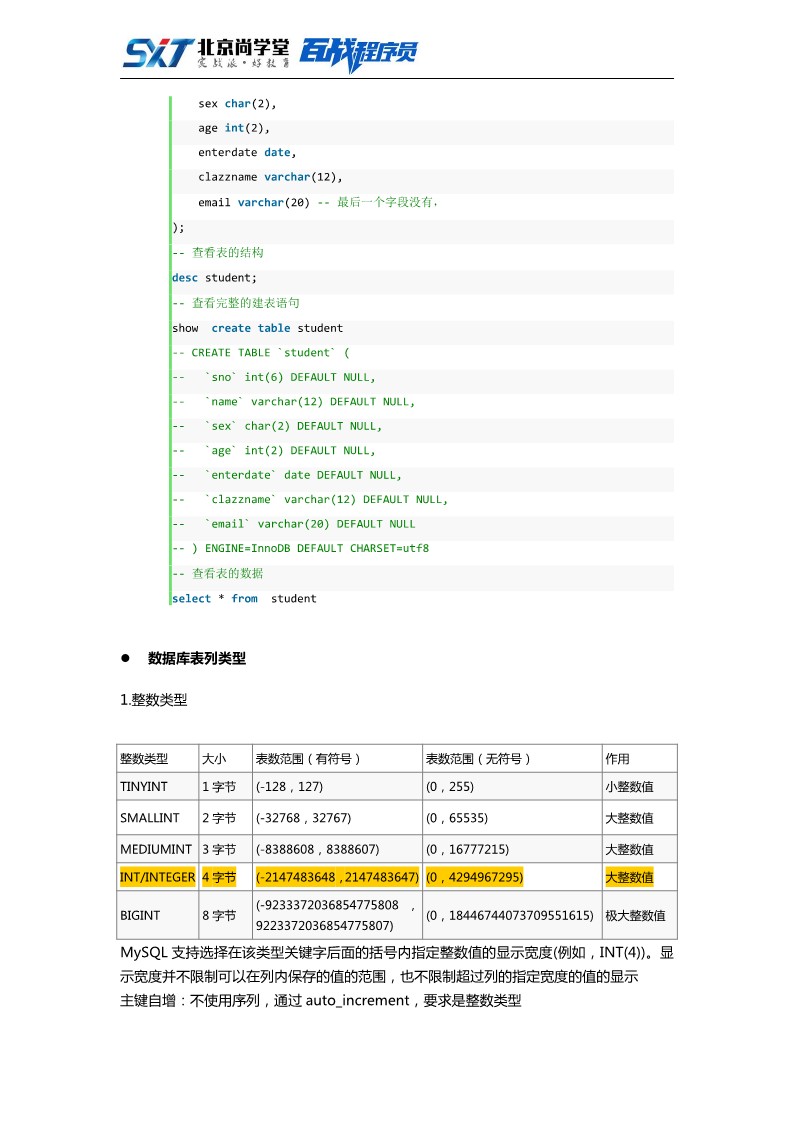 SXT 北京尚学堂 百战程序员
实战派·好教育
sex char(2),
age int(2),
enterdate date,
clazzname varchar(12),
email varchar(20) -- 最后一个字段没有,
);
-- 查看表的结构
desc student;
-- 查看完整的建表语句
show  create table student
-- CREATE TABLE `student` (
--   `sno` int(6) DEFAULT NULL,
--   `name` varchar(12) DEFAULT NULL,
--   `sex` char(2) DEFAULT NULL,
--   `age` int(2) DEFAULT NULL,
--   `enterdate` date DEFAULT NULL,
--   `clazzname` varchar(12) DEFAULT NULL,
--   `email` varchar(20) DEFAULT NULL
-- ) ENGINE=InnoDB DEFAULT CHARSET=utf8
-- 查看表的数据
select * from  student
● 数据库表列类型
1.整数类型
整数类型 大小 表数范围（有符号） 表数范围（无符号） 作用
TINYINT 1 字节 (-128，127) (0，255) 小整数值
SMALLINT 2 字节 (-32768，32767) (0，65535) 大整数值
MEDIUMINT 3 字节 (-8388608，8388607) (0，16777215) 大整数值
INT/INTEGER 4 字节 (-2147483648，2147483647) (0，4294967295) 大整数值
BIGINT 8 字节 (-9233372036854775808，
9223372036854775807) (0，18446744073709551615) 极大整数值
MySQL 支持选择在该类型关键字后面的括号内指定整数值的显示宽度(例如，INT(4))。显
示宽度并不限制可以在列内保存的值的范围，也不限制超过列的指定宽度的值的显示
主键自增：不使用序列，通过 auto_increment，要求是整数类型